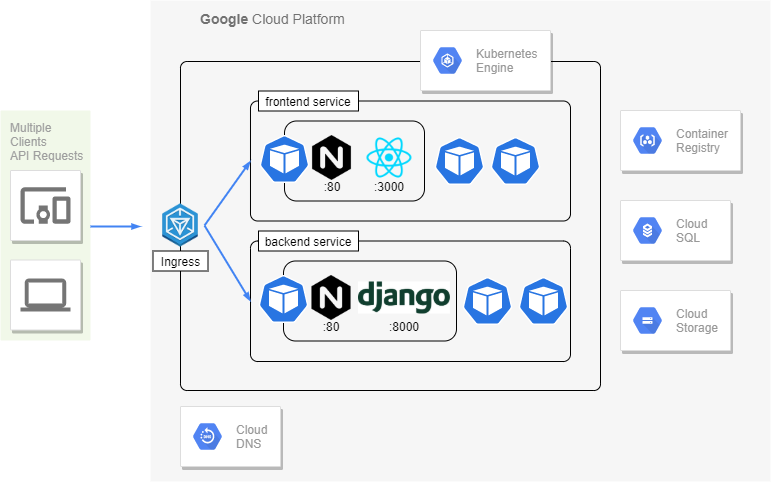 Google Cloud Platform
Kubernetes
Engine
frontend service
Multiple
Clients
API Requests
:80
:3000
Container
Registry
Ingress
backend service
django
:80
:8000
Cloud
SQL
Cloud
Storage
Cloud
DNS
DNS
N
N